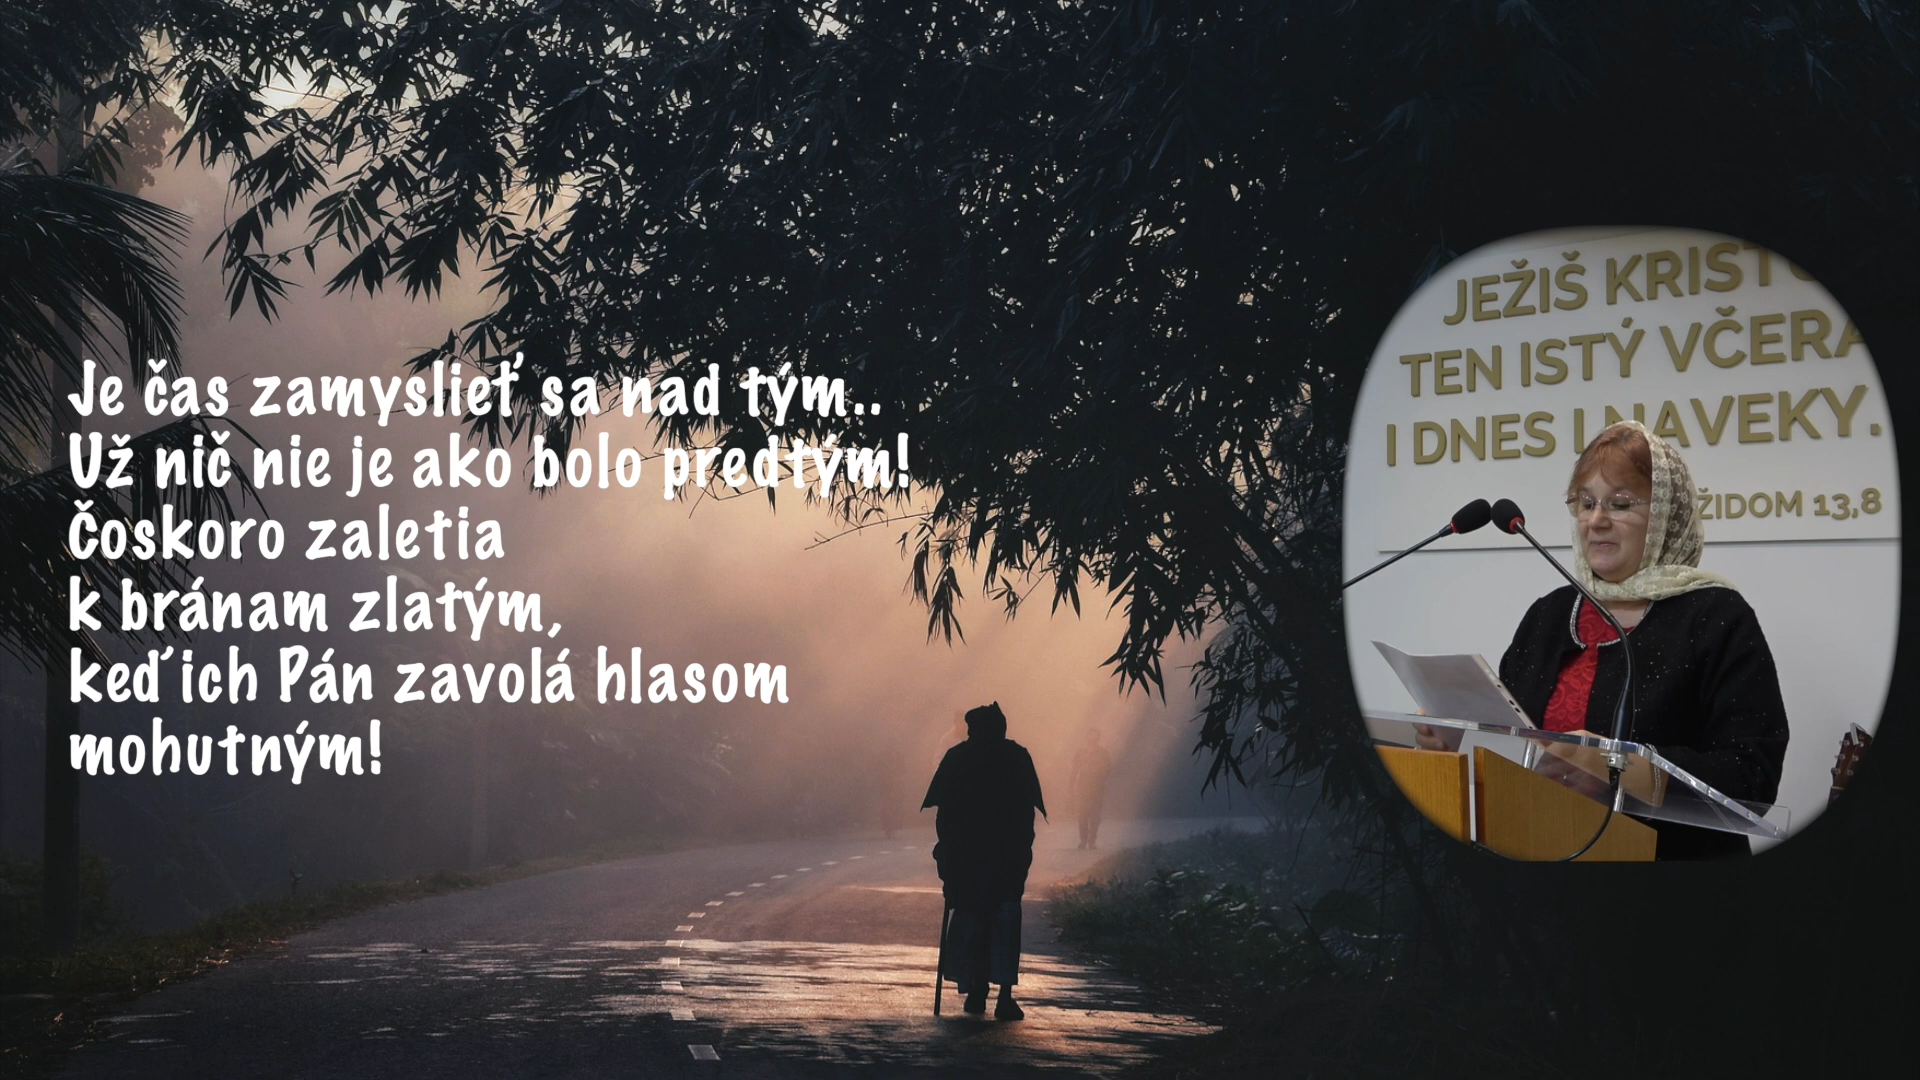 Je čas zamyslieť sa nad tým..
Už nič nie je ako bolo predtým!
Čoskoro zaletia
k bránam zlatým,
keď ich Pán zavolá hlasom
mohutným!
JEŽIŠ
TEN ISTÝ VČERA
I DNES I NAVEKY.
ŽIDOM 13,8